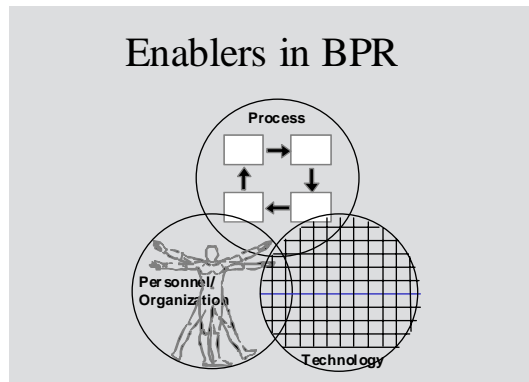 Enablers in BPR
Process
Personnel/
Organization
Technology